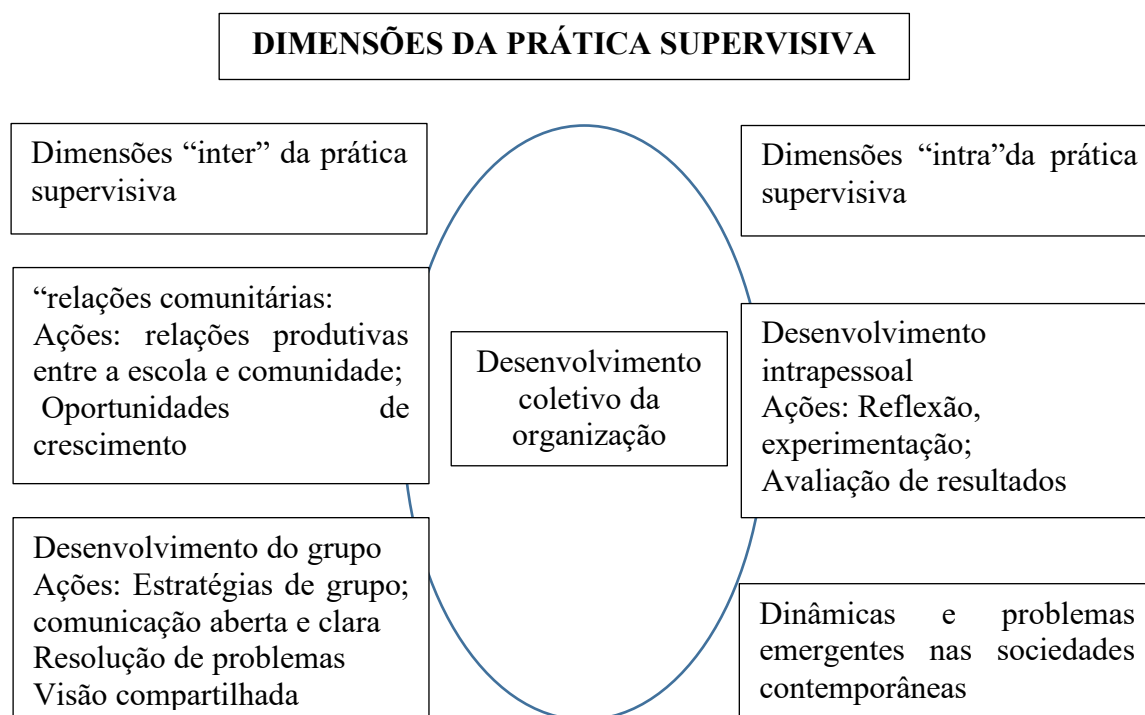 DIMENSÕES DA PRÁTICA SUPERVISIVA
Dimensões “inter” da prática
supervisiva
“relações comunitárias:
Ações: relações produtivas
entre a escola e comunidade;
Oportunidades de
crescimento
Desenvolvimento do grupo
Ações: Estratégias de grupo;
comunicação aberta e clara
Resolução de problemas
Visão compartilhada
Desenvolvimento
coletivo da
organização
Dimensões “intra”da prática
supervisiva
Desenvolvimento
intrapessoal
Ações: Reflexão,
experimentação;
Avaliação de resultados
Dinâmicas e problemas
emergentes nas sociedades
contemporâneas